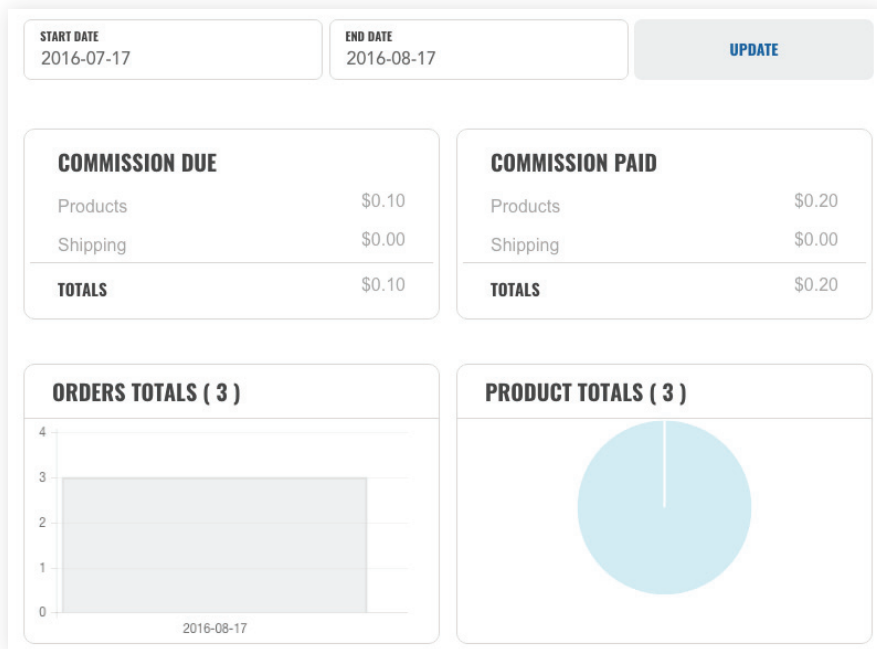 START DATE
2016-07-17
END DATE
2016-08-17
UPDATE
COMMISSION DUE
Products $0.10
Shipping $0.00
TOTALS $0.10
COMMISSION PAID
Products $0.20
Shipping $0.00
TOTALS $0.20
ORDERS TOTALS ( 3 )
4
3
2
1
0
2016-08-17
PRODUCT TOTALS ( 3 )